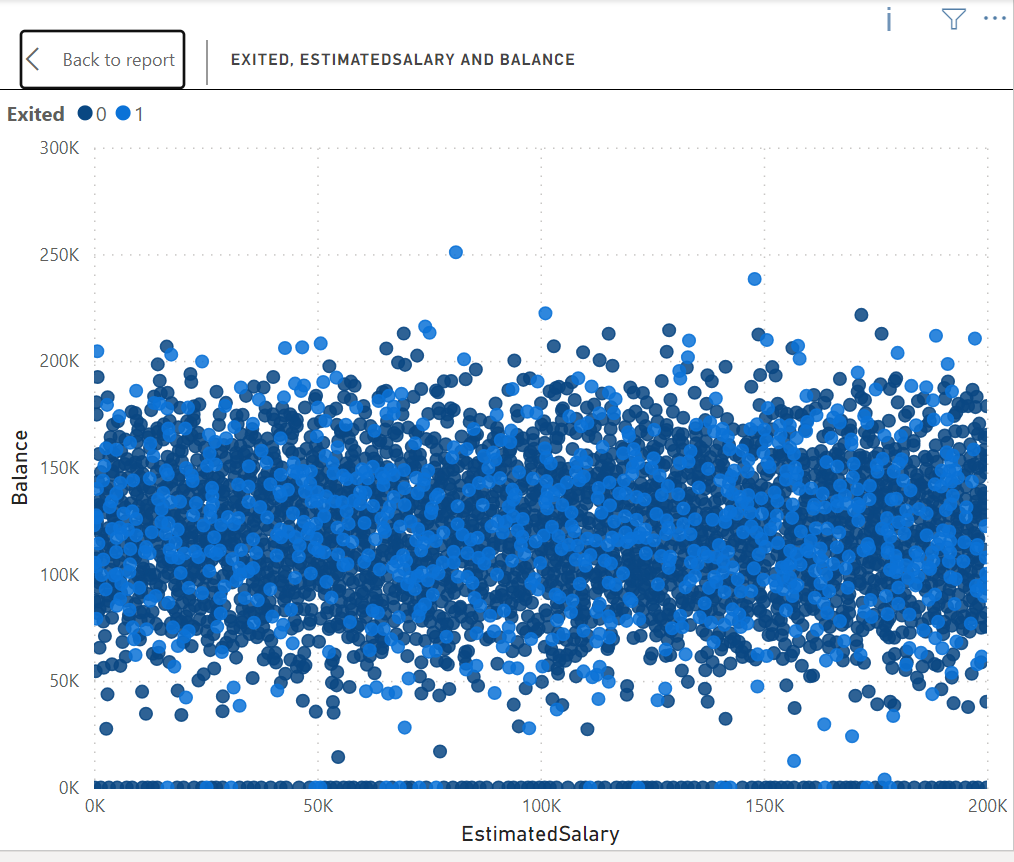 Back to report
EXITED, ESTIMATEDSALARY AND BALANCE
Exited 0 1
300K
250K
200K
150K
100K
50K
0K
Balance
0K 50K 100K 150K 200K
EstimatedSalary